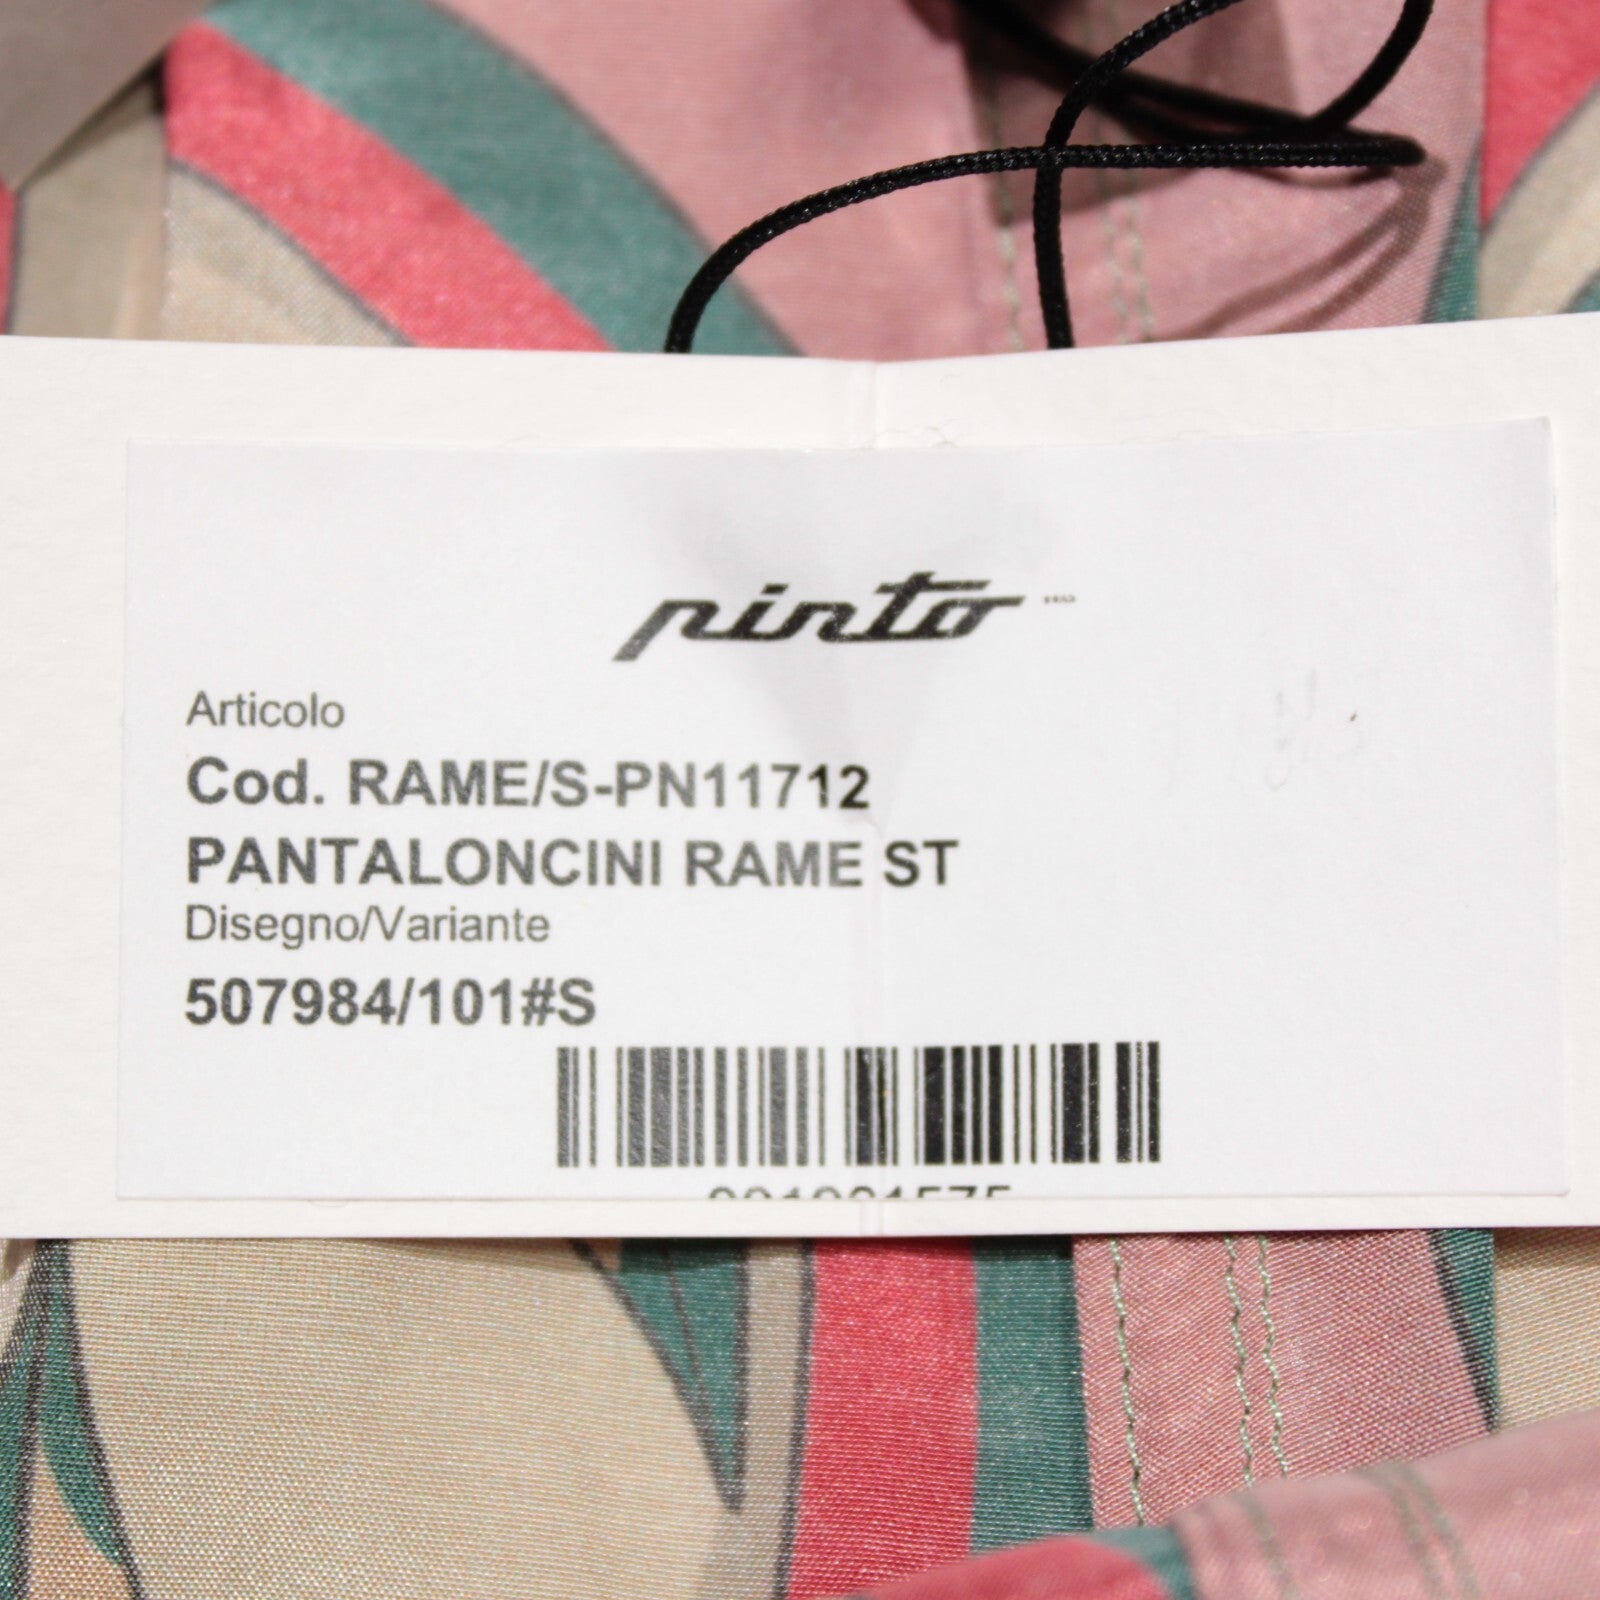 pinto
Articolo
Cod. RAME/S-PN11712
PANTALONCINI RAME ST
Disegno/Variante
507984/101#S